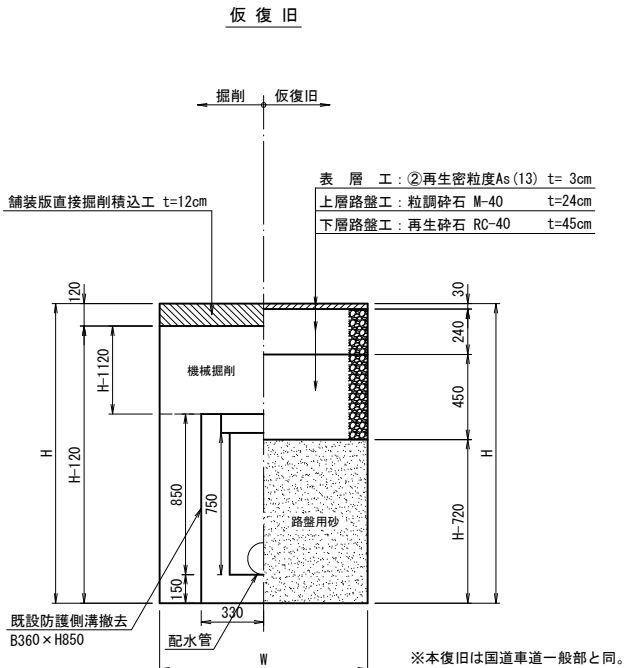 仮 復 旧
掘削 仮復旧
表 層 工：②再生密粒度As(13) t= 3cm
上層路盤工：粒調砕石 M-40 t=24cm
下層路盤工：再生砕石 RC-40 t=45cm
舗装版直接掘削積込工 t=12cm
120
30
240
機械掘削
H-1120
450
H
H-120
H
850
750
路盤用砂
H-720
150
330
既設防護側溝撤去
B360×H850
配水管
W
※本復旧は国道車道一般部と同。